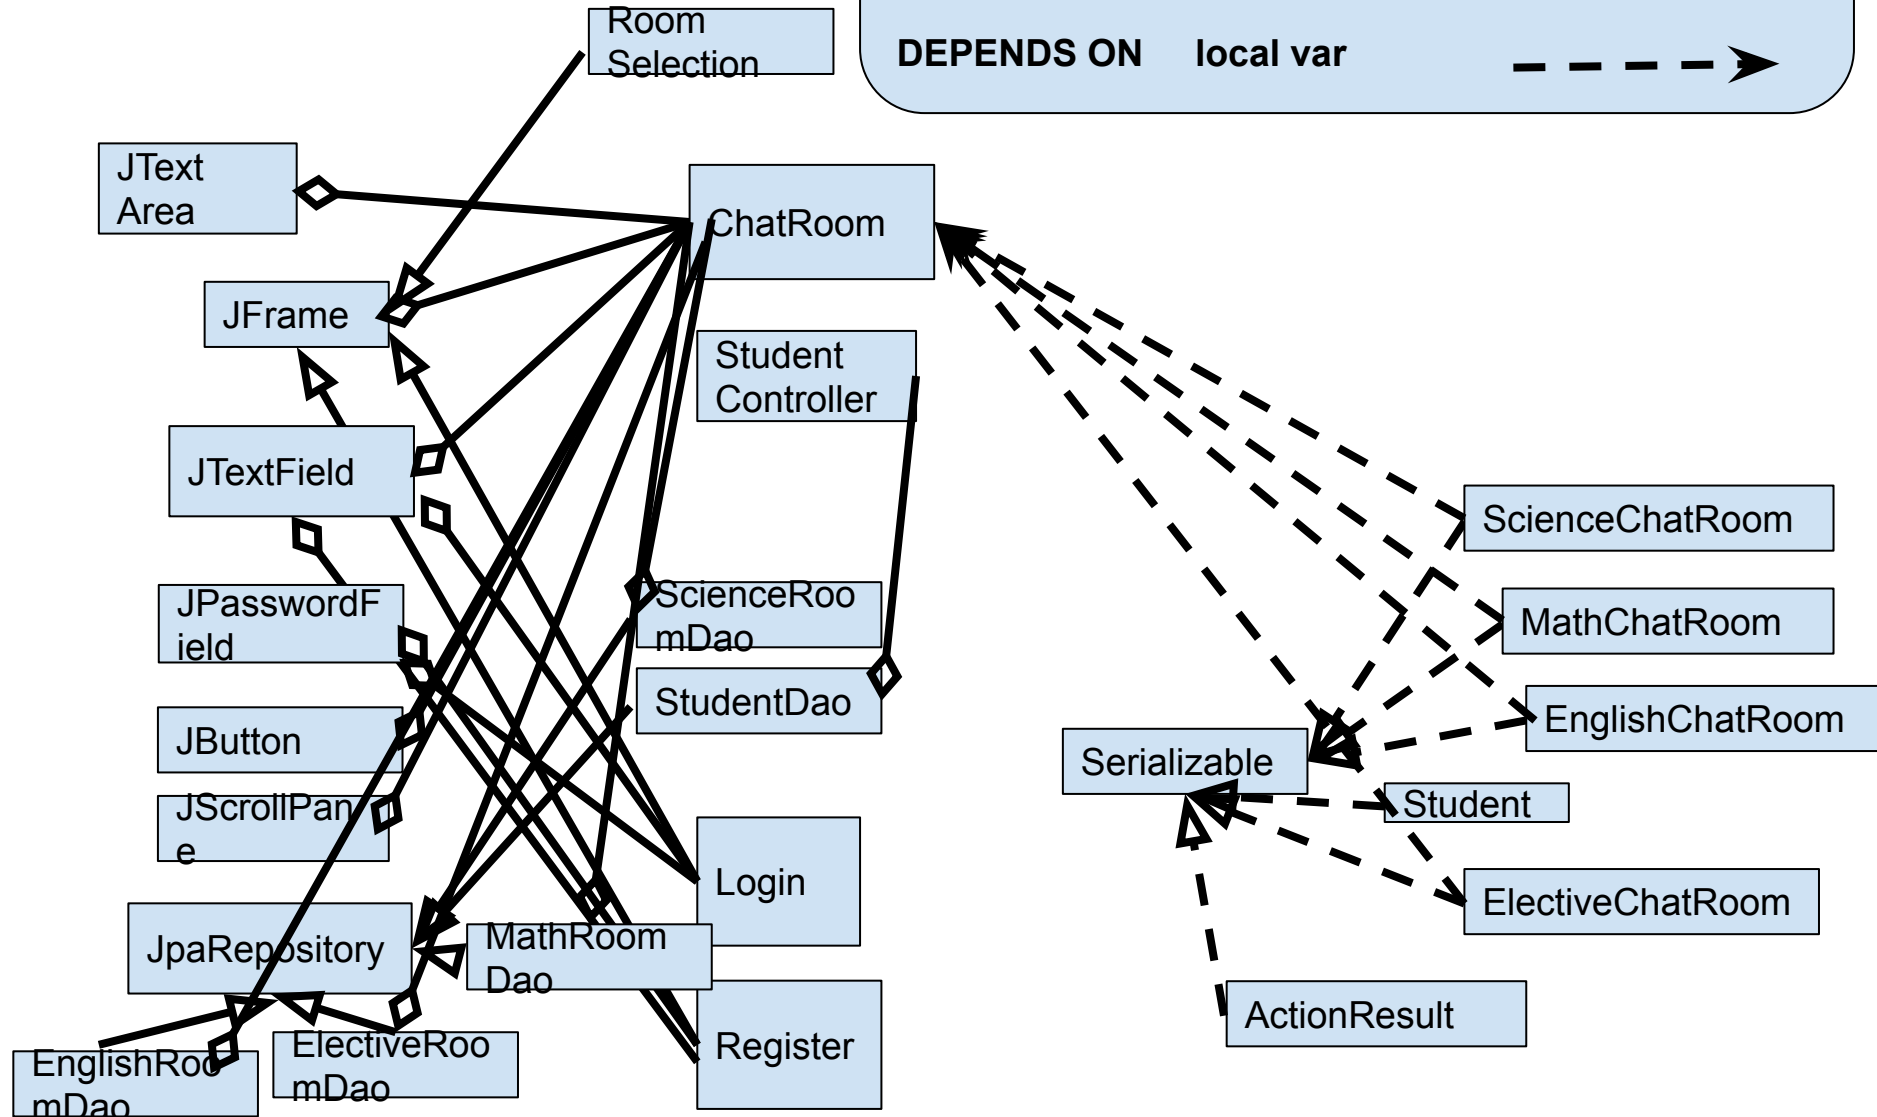 Room
Selection
DEPENDS ON local var
JText
Area
ChatRoom
JFrame
Student
Controller
JTextField
ScienceChatRoom
JPasswordF
ield
ScienceRoo
mDao
MathChatRoom
StudentDao
EnglishChatRoom
JButton
Serializable
Student
JScrollPan
e
Login
ElectiveChatRoom
JpaRepository
MathRoom
Dao
ActionResult
Register
EnglishRoo
mDao
ElectiveRoo
mDao